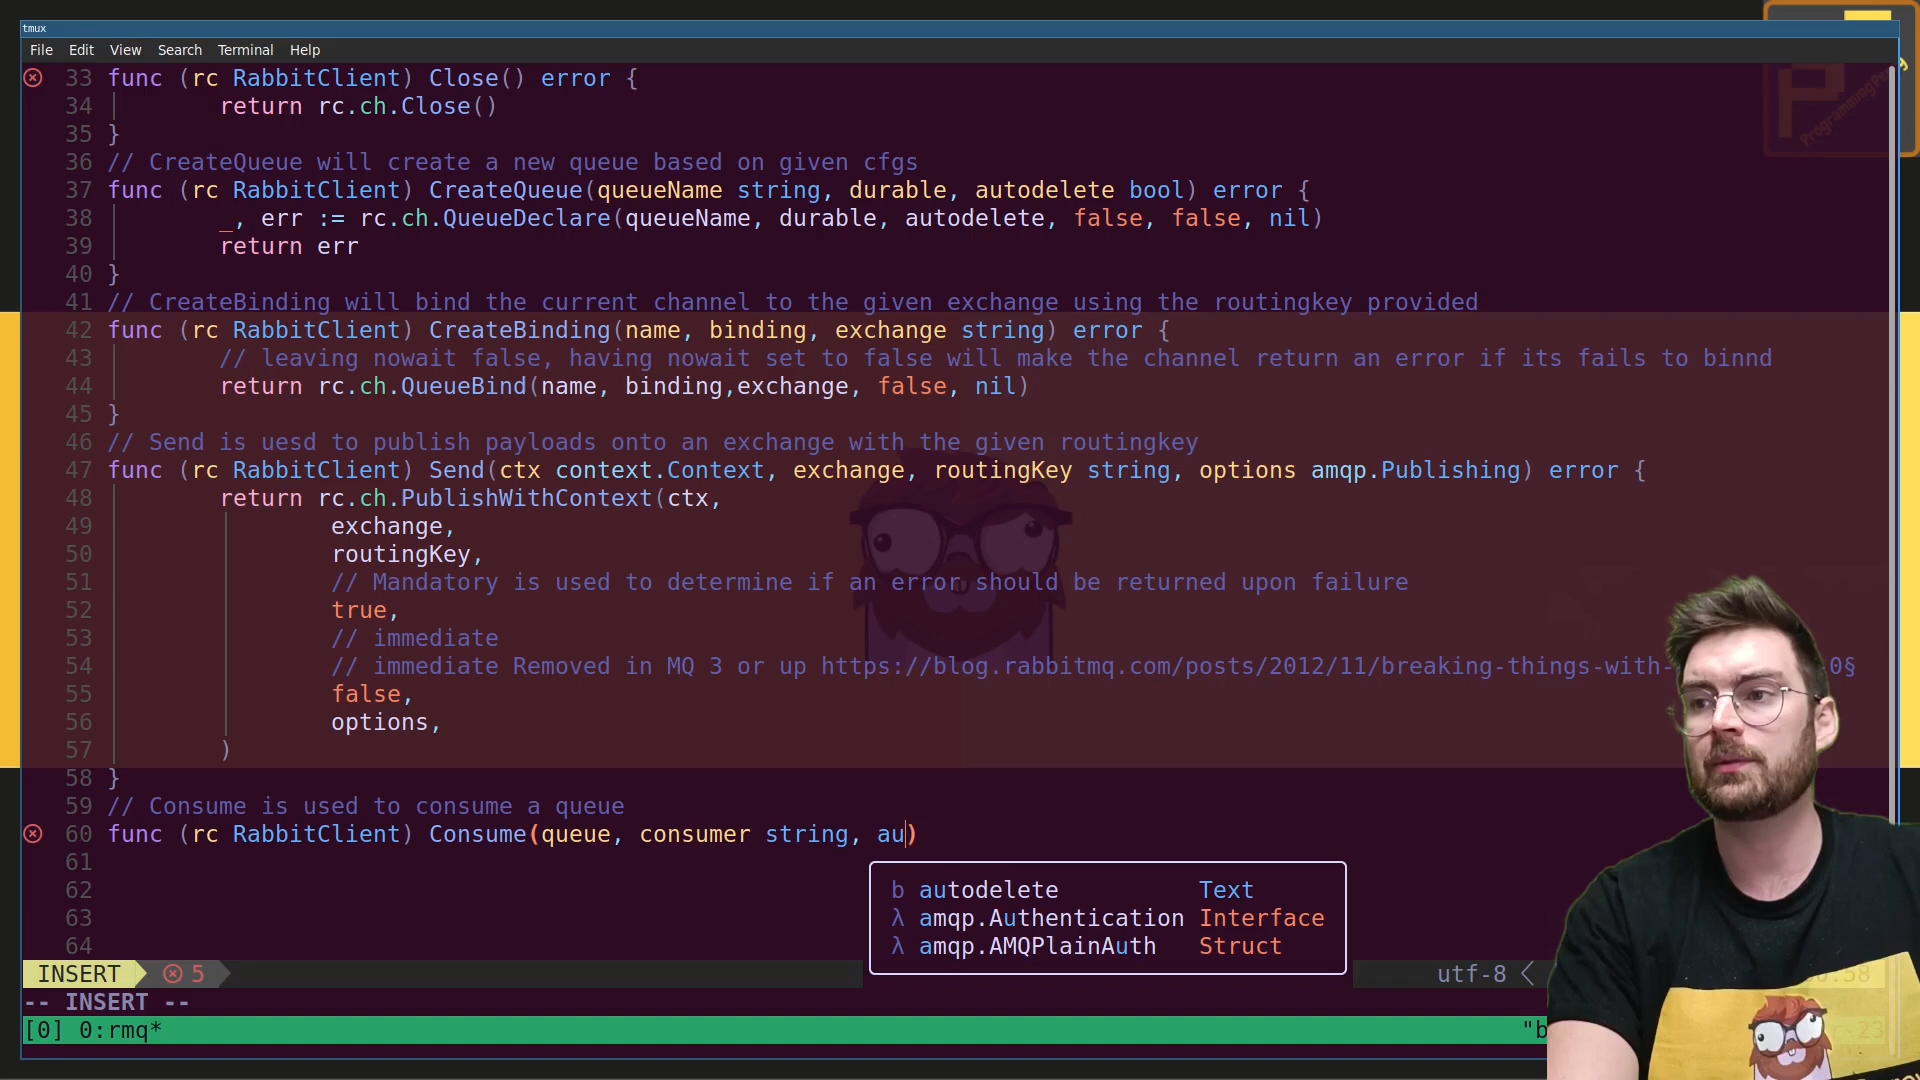 tmux
File Edit View Search Terminal Help
33 func (rc RabbitClient) Close() error {
34 return rc.ch.Close()
35 }
36 // CreateQueue will create a new queue based on given cfgs
37 func (rc RabbitClient) CreateQueue(queueName string, durable, autodelete bool) error {
38 _, err := rc.ch.QueueDeclare(queueName, durable, autodelete, false, false, nil)
39 return err
40 }
41 // CreateBinding will bind the current channel to the given exchange using the routingkey provided
42 func (rc RabbitClient) CreateBinding(name, binding, exchange string) error {
43 // leaving nowait false, having nowait set to false will make the channel return an error if its fails to binnd
44 return rc.ch.QueueBind(name, binding,exchange, false, nil)
45 }
46 // Send is uesd to publish payloads onto an exchange with the given routingkey
47 func (rc RabbitClient) Send(ctx context.Context, exchange, routingKey string, options amqp.Publishing) error {
48 return rc.ch.PublishWithContext(ctx,
49 exchange,
50 routingKey,
51 // Mandatory is used to determine if an error should be returned upon failure
52 true,
53 // immediate
54 // immediate Removed in MQ 3 or up https://blog.rabbitmq.com/posts/2012/11/breaking-things-with- 0§
55 false,
56 options,
57 )
58 }
59 // Consume is used to consume a queue
60 func (rc RabbitClient) Consume(queue, consumer string, au)
61
62
b autodelete Text
63
λ amqp.Authentication Interface
64
λ amqp.AMQPlainAuth Struct
INSERT 5 utf-8
-- INSERT --
[0] 0:rmq* "b